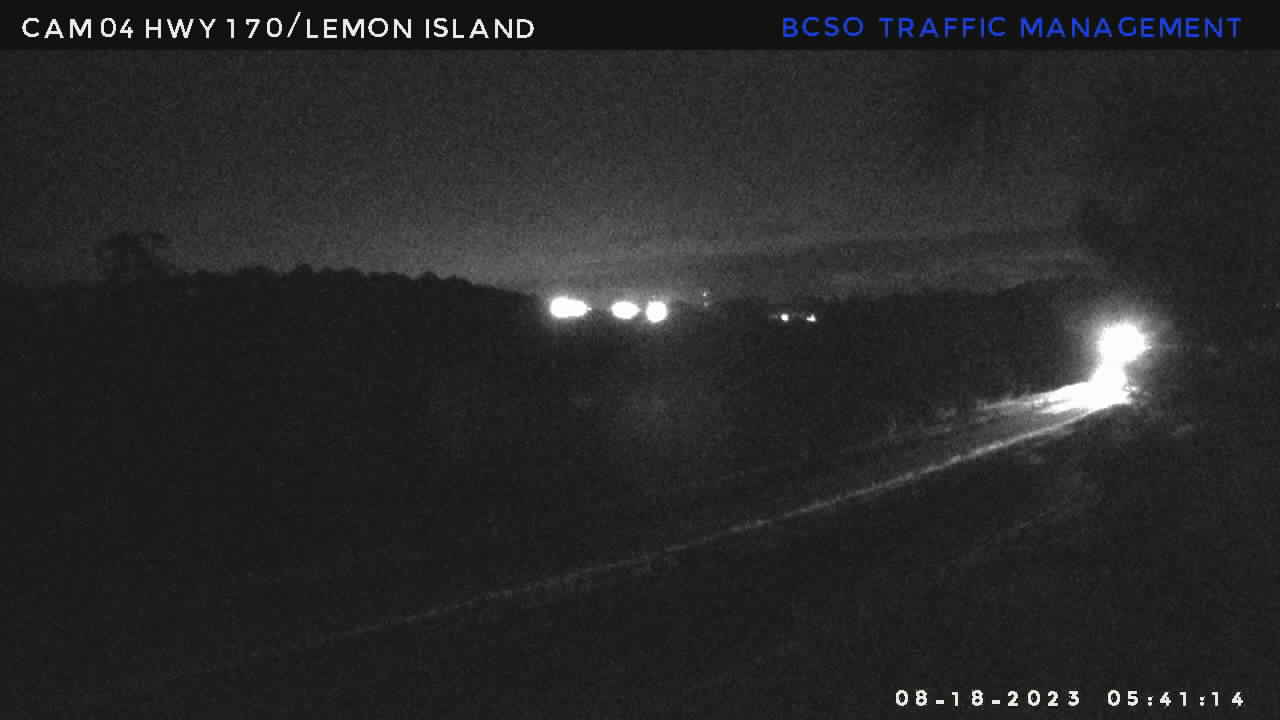 CAM04 HWY 170/LEMON ISLAND
BCSO TRAFFIC MANAGEMENT
08-18-2023 05:41:14